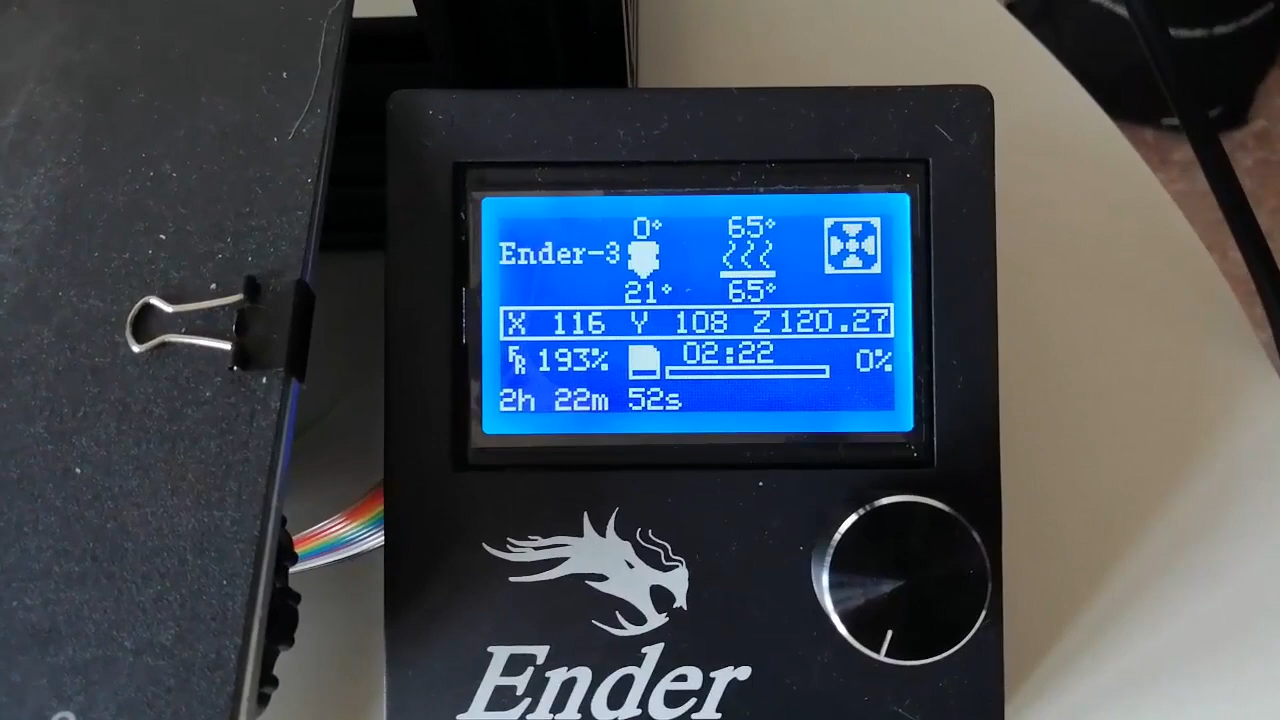 0° 65°
Ender-3
21° 65°
X 116 Y 108 Z 120.27
FR 193% 02:22 0%
2h 22m 52s
Ender